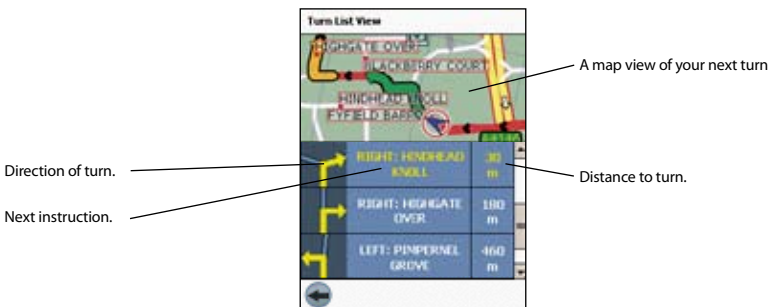 Turn List View
HIGHGATE OVER
BLACKBERRY COURT
HINDHEAD KNOLL
FYFIELD BARROW
A map view of your next turn
Direction of turn.
RIGHT: HINDHEAD
KNOLL
30
m
Distance to turn.
Next instruction.
RIGHT: HIGHGATE
OVER
180
m
LEFT: PIMPERNEL
GROVE
460
m